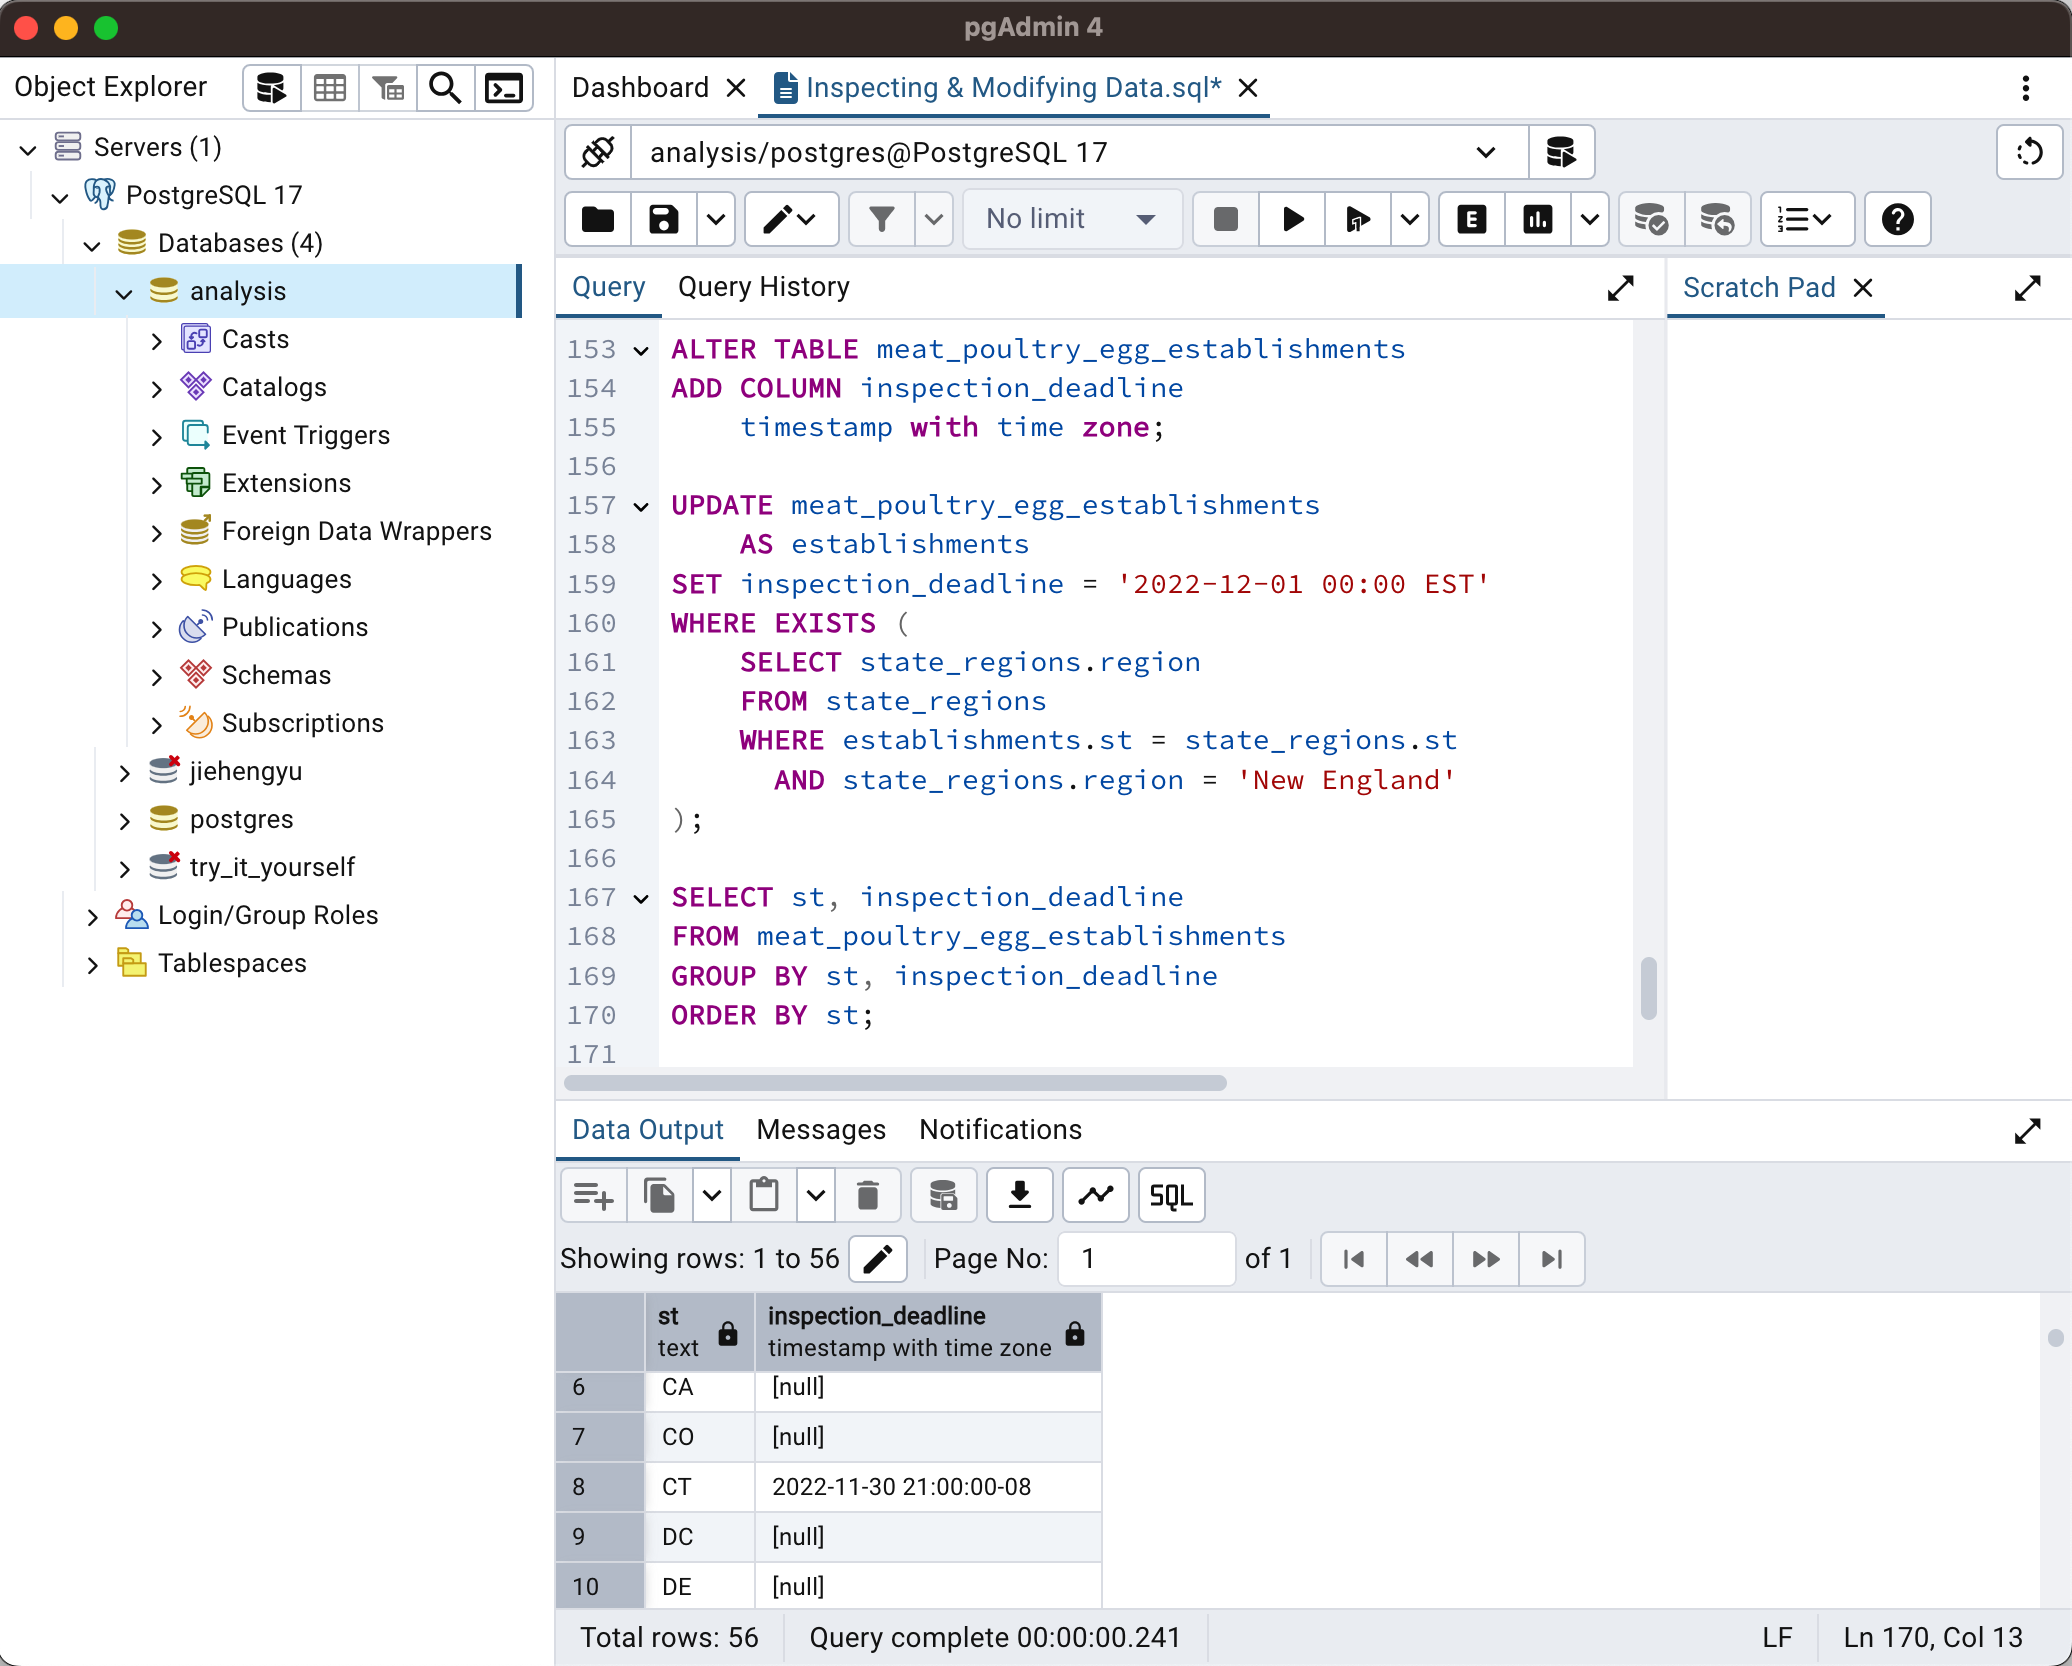 pgAdmin 4
Object Explorer
Servers (1)
PostgreSQL 17
Databases (4)
analysis
Casts
Catalogs
Event Triggers
Extensions
Foreign Data Wrappers
Languages
Publications
Schemas
Subscriptions
jiehengyu
postgres
try_it_yourself
Login/Group Roles
Tablespaces
Dashboard
Inspecting & Modifying Data.sql*
analysis/postgres@PostgreSQL 17
No limit
E
Query Query History
Scratch Pad
153 ALTER TABLE meat_poultry_egg_establishments
154 ADD COLUMN inspection_deadline
155     timestamp with time zone;
156
157 UPDATE meat_poultry_egg_establishments
158     AS establishments
159 SET inspection_deadline = '2022-12-01 00:00 EST'
160 WHERE EXISTS (
161     SELECT state_regions.region
162     FROM state_regions
163     WHERE establishments.st = state_regions.st
164       AND state_regions.region = 'New England'
165 );
166
167 SELECT st, inspection_deadline
168 FROM meat_poultry_egg_establishments
169 GROUP BY st, inspection_deadline
170 ORDER BY st;
171
Data Output Messages Notifications
SQL
Showing rows: 1 to 56 Page No: 1 of 1
st inspection_deadline
text timestamp with time zone
6 CA [null]
7 CO [null]
8 CT 2022-11-30 21:00:00-08
9 DC [null]
10 DE [null]
Total rows: 56 Query complete 00:00:00.241 LF Ln 170, Col 13